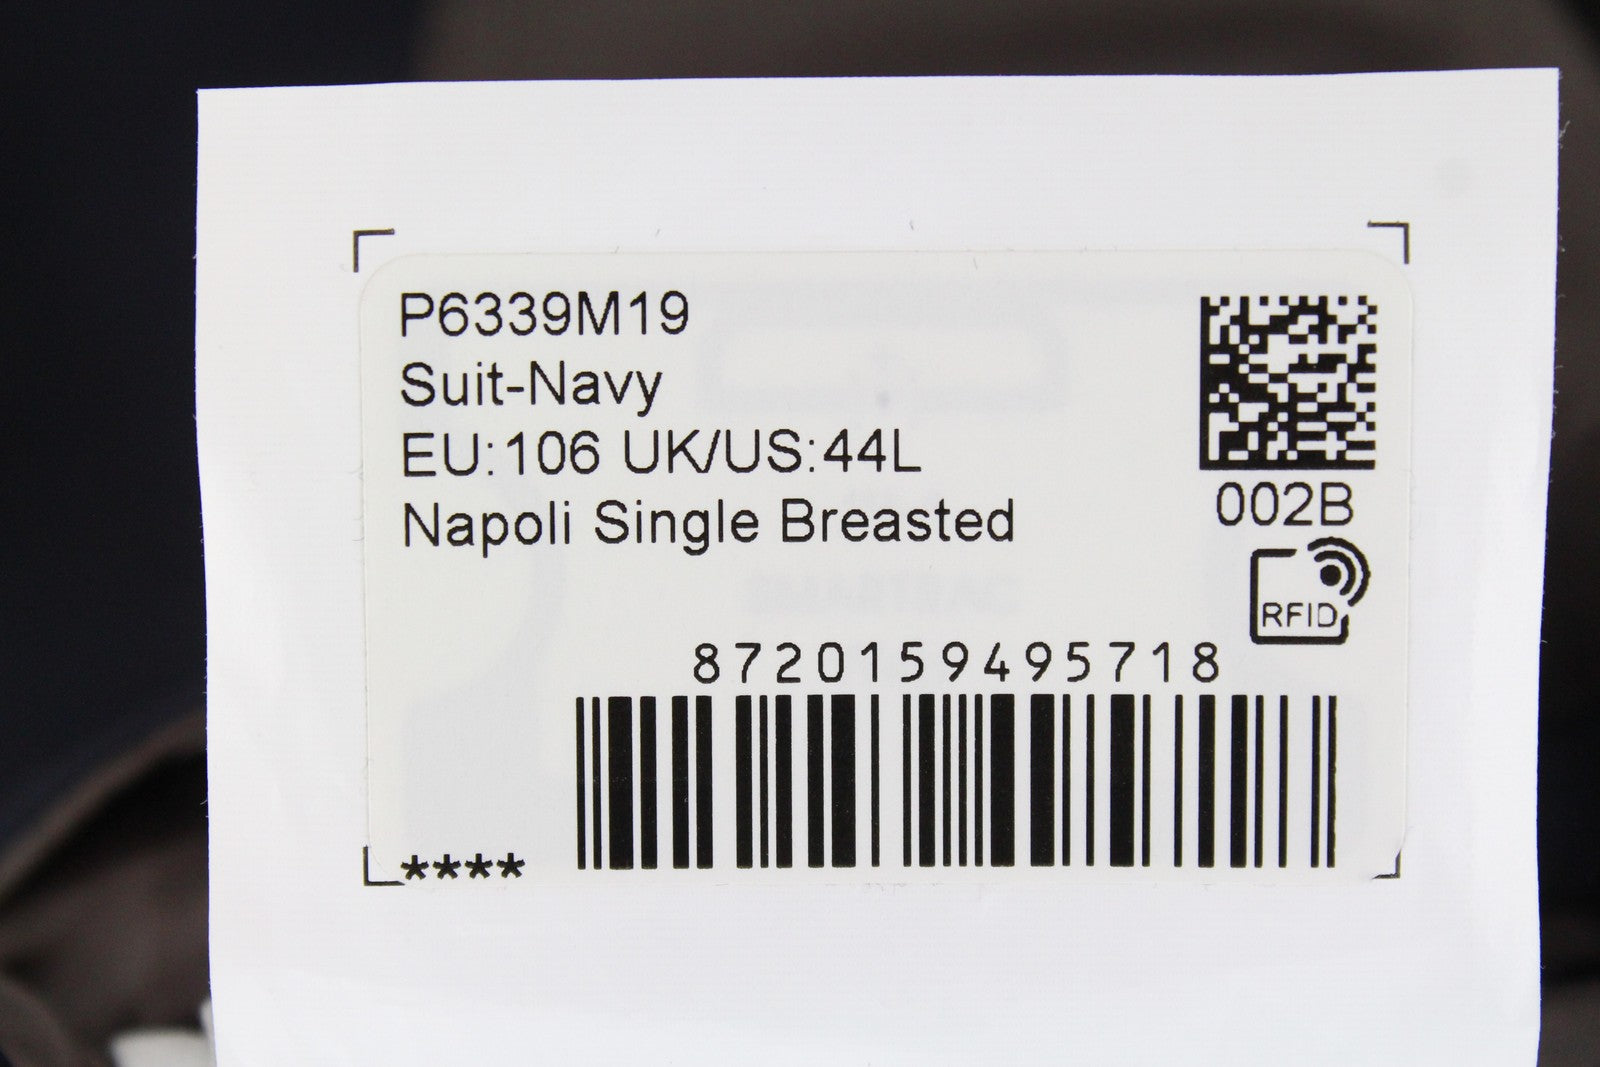 P6339M19
Suit-Navy
EU:106 UK/US:44L
Napoli Single Breasted
002B
RFID
8720159495718
****